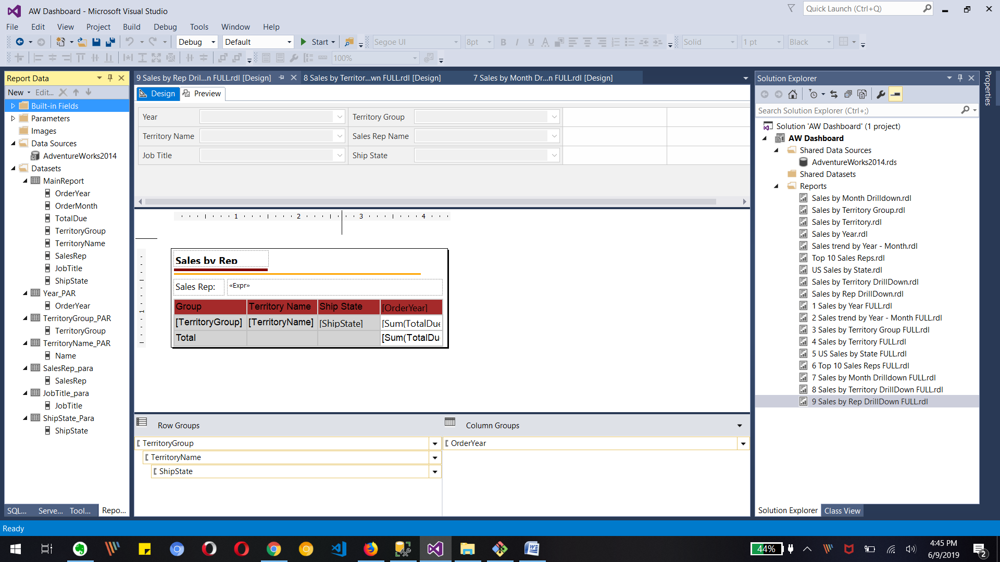 AW Dashboard - Microsoft Visual Studio
Quick Launch (Ctrl+Q)
File Edit View Project Build Debug Tools Window Help
Debug Default Start Segoe UI 8pt Solid 1 pt Black
100%
Report Data
New Edit...
Built-in Fields
Parameters
Images
Data Sources
AdventureWorks2014
Datasets
MainReport
OrderYear
OrderMonth
TotalDue
TerritoryGroup
TerritoryName
SalesRep
JobTitle
ShipState
Year_PAR
OrderYear
TerritoryGroup_PAR
TerritoryGroup
TerritoryName_PAR
Name
SalesRep_para
SalesRep
JobTitle_para
JobTitle
ShipState_Para
ShipState
SQL... Serve... Tool... Repo...
9 Sales by Rep Dril...n FULL.rdl [Design] 8 Sales by Territor...wn FULL.rdl [Design] 7 Sales by Month Dr...n FULL.rdl [Design]
Design Preview
Year Territory Group
Territory Name Sales Rep Name
Job Title Ship State
1 2 3 4
1
Sales by Rep
Sales Rep: «Expr»
Group Territory Name Ship State [OrderYear]
[TerritoryGroup] [TerritoryName] [ShipState] [Sum(TotalDue
Total [Sum(TotalDu
Row Groups Column Groups
TerritoryGroup OrderYear
TerritoryName
ShipState
Solution Explorer
Search Solution Explorer (Ctrl+;)
Solution 'AW Dashboard' (1 project)
AW Dashboard
Shared Data Sources
AdventureWorks2014.rds
Shared Datasets
Reports
Sales by Month Drilldown.rdl
Sales by Territory Group.rdl
Sales by Territory.rdl
Sales by Year.rdl
Sales trend by Year - Month.rdl
Top 10 Sales Reps.rdl
US Sales by State.rdl
Sales by Territory DrillDown.rdl
Sales by Rep DrillDown.rdl
1 Sales by Year FULL.rdl
2 Sales trend by Year - Month FULL.rdl
3 Sales by Territory Group FULL.rdl
4 Sales by Territory FULL.rdl
5 US Sales by State FULL.rdl
6 Top 10 Sales Reps FULL.rdl
7 Sales by Month Drilldown FULL.rdl
8 Sales by Territory DrillDown FULL.rdl
9 Sales by Rep DrillDown FULL.rdl
Solution Explorer Class View
Properties
Ready
44%
4:45 PM
6/9/2019
2